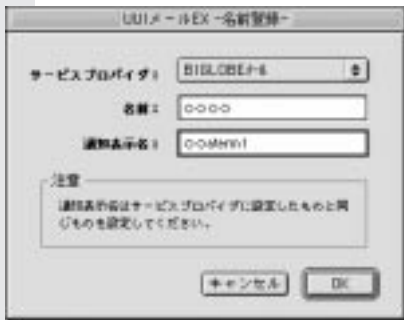 UUIメールEX -名前登録-
サービスプロバイダ：
BIGLOBEメール
名前：
○○○○
通知表示名：
○○aterm1
注意
通知表示名はサービスプロバイダに設定したものと同
じものを設定してください。
キャンセル
OK